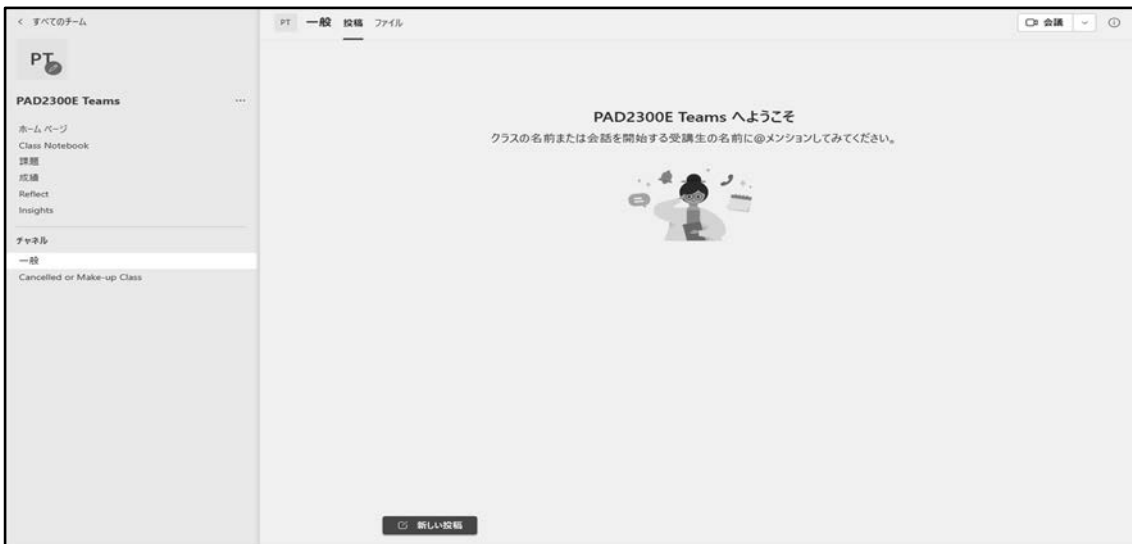 < すべてのチーム
PT
PAD2300E Teams ...
ホーム ページ
Class Notebook
課題
成績
Reflect
Insights
チャネル
一般
Cancelled or Make-up Class
PT 一般 投稿 ファイル
会議
PAD2300E Teams へようこそ
クラスの名前または会話を開始する受講生の名前に@メンションしてみてください。
新しい投稿